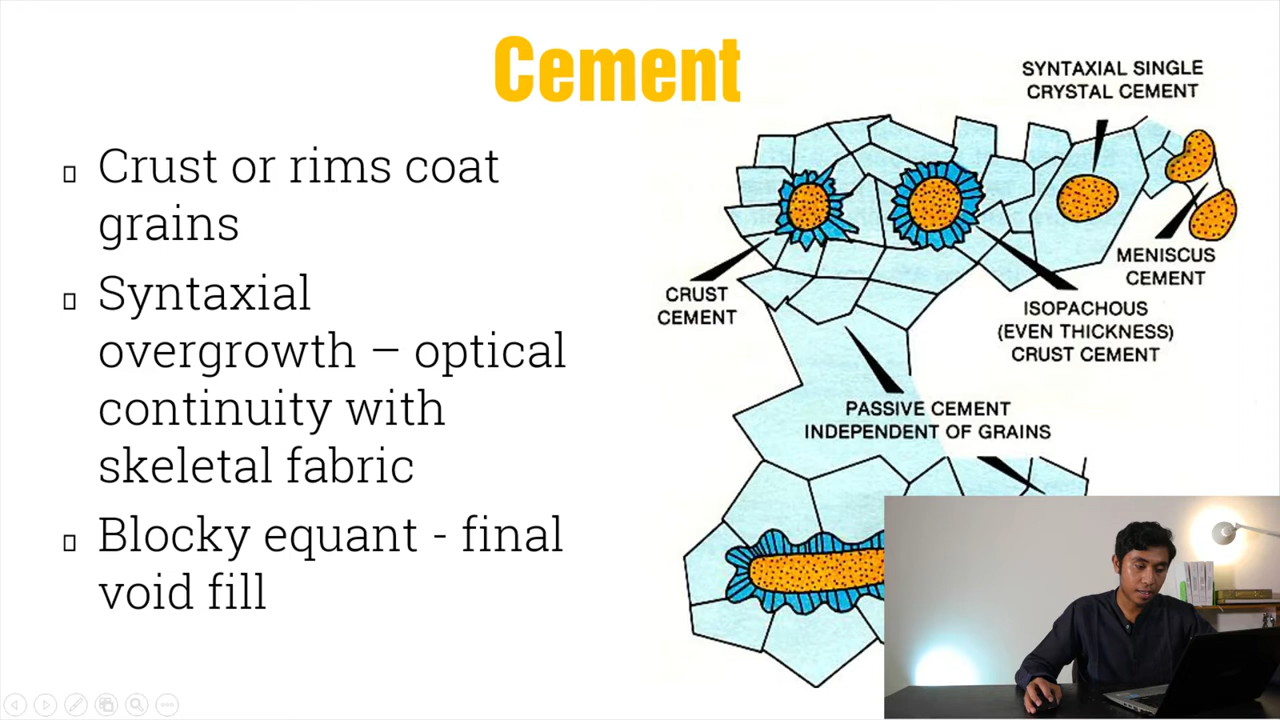 Cement
Crust or rims coat
grains
Syntaxial
overgrowth – optical
continuity with
skeletal fabric
Blocky equant - final
void fill
SYNTAXIAL SINGLE
CRYSTAL CEMENT
MENISCUS
CEMENT
CRUST
CEMENT
ISOPACHOUS
(EVEN THICKNESS)
CRUST CEMENT
PASSIVE CEMENT
INDEPENDENT OF GRAINS